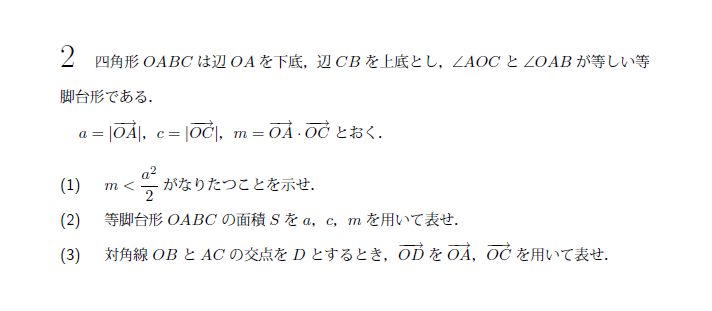 2 四角形 OABC は辺 OA を下底，辺 CB を上底とし，∠AOC と ∠OAB が等しい等
脚台形である．
a = |\overrightarrow{OA}|，c = |\overrightarrow{OC}|，m = \overrightarrow{OA} · \overrightarrow{OC} とおく．
(1) m < \frac{a^2}{2} がなりたつことを示せ．
(2) 等脚台形 OABC の面積 S を a，c，m を用いて表せ．
(3) 対角線 OB と AC の交点を D とするとき，\overrightarrow{OD} を \overrightarrow{OA}，\overrightarrow{OC} を用いて表せ．